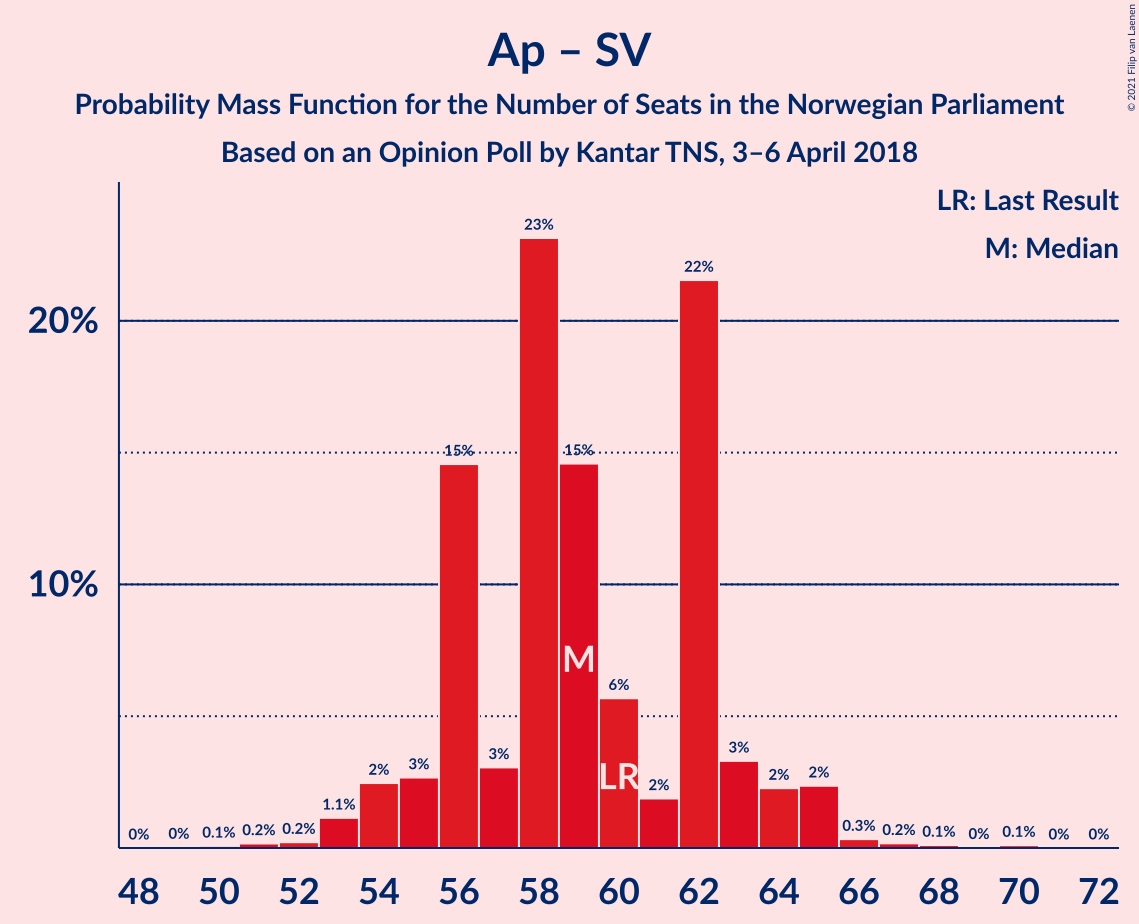 Ap – SV
Probability Mass Function for the Number of Seats in the Norwegian Parliament
Based on an Opinion Poll by Kantar TNS, 3–6 April 2018
© 2021 Filip van Laenen
LR: Last Result
M: Median
20%
10%
0% 0% 0.1% 0.2% 0.2% 1.1% 2% 3% 15% 3% 23% 15% 6% 2% 22% 3% 2% 2% 0.3% 0.2% 0.1% 0% 0.1% 0% 0%
M
LR
48 50 52 54 56 58 60 62 64 66 68 70 72